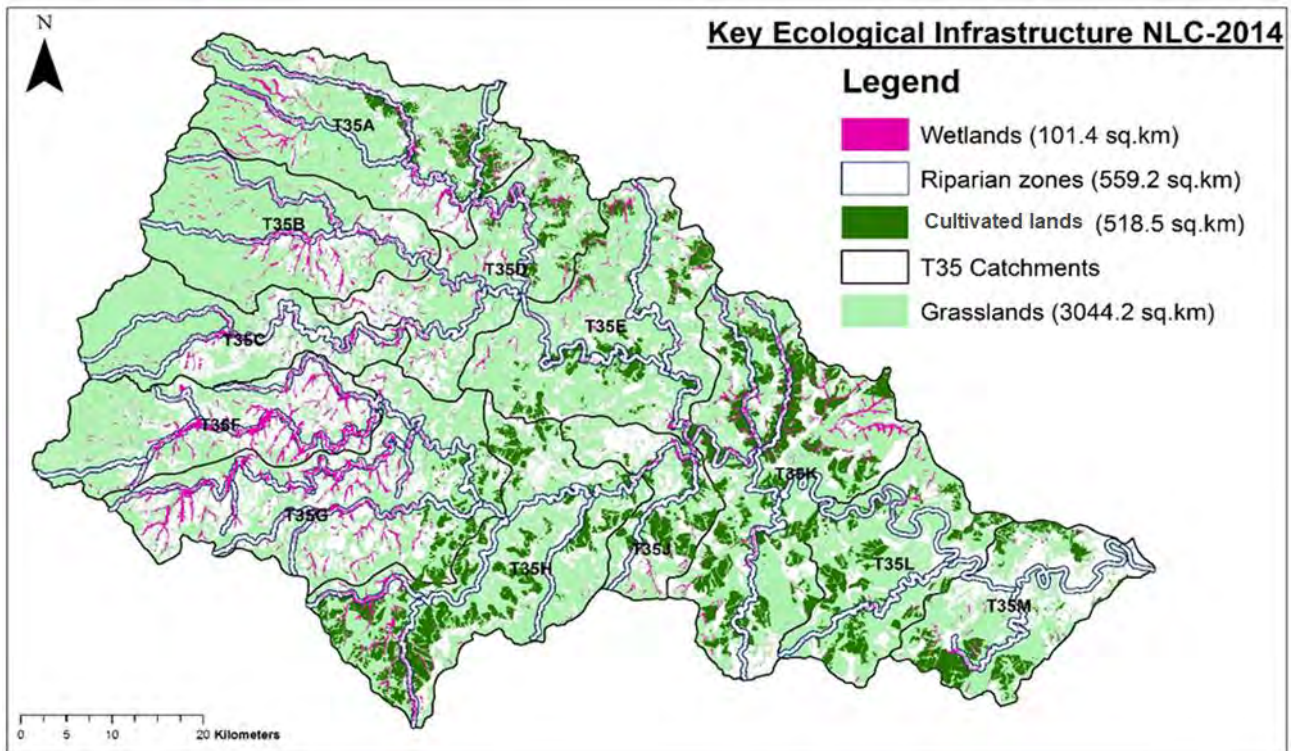 Key Ecological Infrastructure NLC-2014
N
Legend
Wetlands (101.4 sq.km)
Riparian zones (559.2 sq.km)
Cultivated lands (518.5 sq.km)
T35 Catchments
Grasslands (3044.2 sq.km)
T35A
T35B
T35D
T35E
T35C
T35F
T35K
T35G
T35J
T35H
T35L
T35M
0 5 10 20 Kilometers